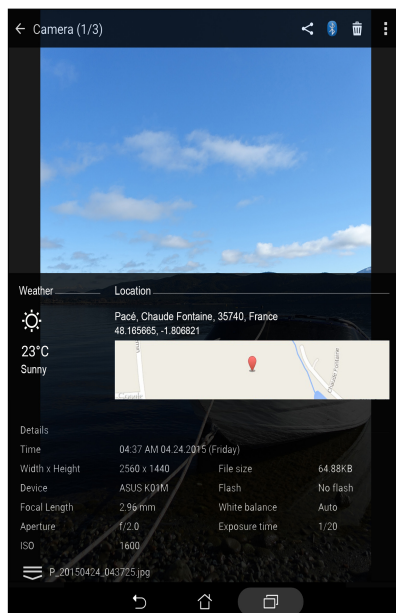 Camera (1/3)
Weather
Location
Pacé, Chaude Fontaine, 35740, France
48.165665, -1.806821
23°C
Sunny
Chaude Fontaine
Google
Details
Time 04:37 AM 04.24.2015 (Friday)
Width x Height 2560 x 1440 File size 64.88KB
Device ASUS K01M Flash No flash
Focal Length 2.96 mm White balance Auto
Aperture f/2.0 Exposure time 1/20
ISO 1600
P_20150424_043725.jpg